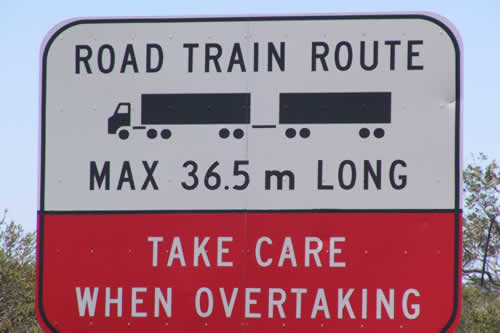 ROAD TRAIN ROUTE
MAX 36.5 m LONG
TAKE CARE
WHEN OVERTAKING